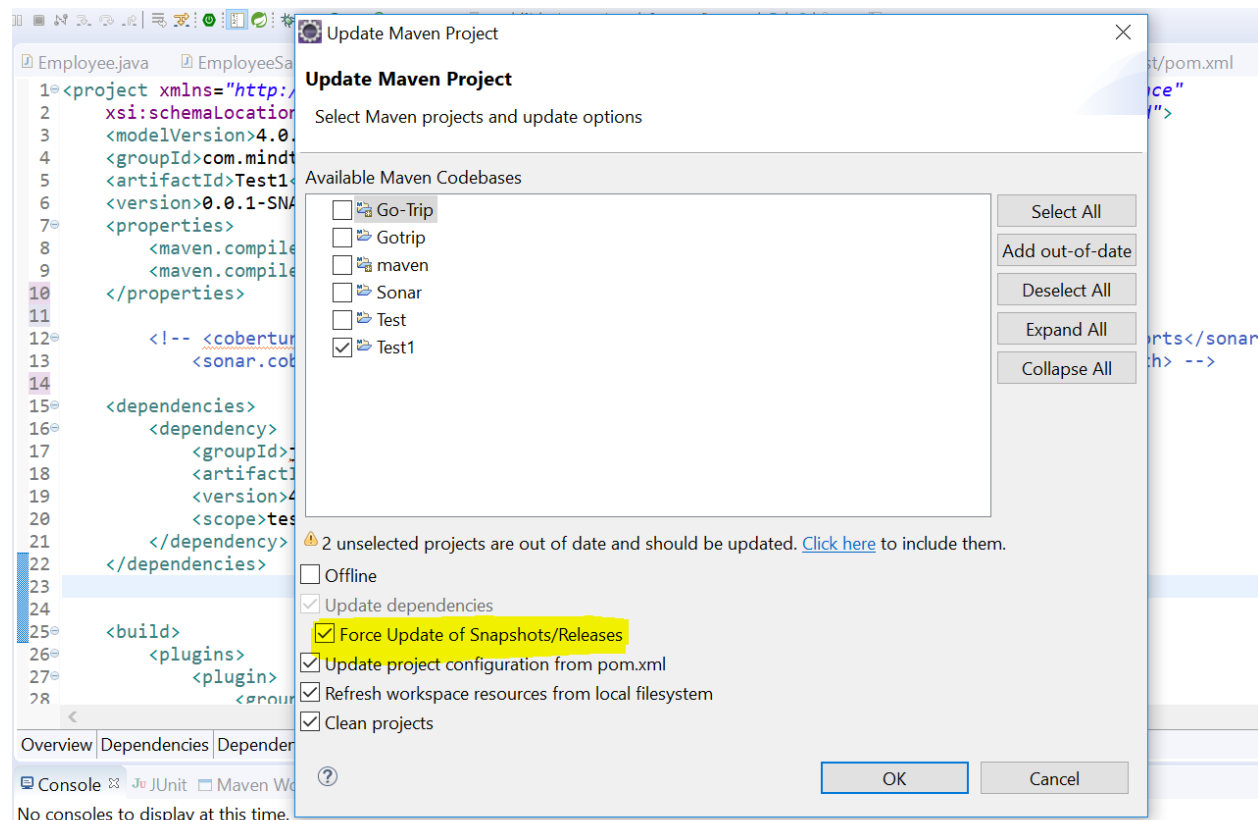 Update Maven Project
Employee.java
EmployeeSa
st/pom.xml
Update Maven Project
Select Maven projects and update options
Available Maven Codebases
Go-Trip
Gotrip
maven
Sonar
Test
Test1
Select All
Add out-of-date
Deselect All
Expand All
Collapse All
2 unselected projects are out of date and should be updated. Click here to include them.
Offline
Update dependencies
Force Update of Snapshots/Releases
Update project configuration from pom.xml
Refresh workspace resources from local filesystem
Clean projects
OK
Cancel
1 <project xmlns="http:/
nce"
2 xsi:schemaLocation
">
3 <modelVersion>4.0.
4 <groupId>com.mindt
5 <artifactId>Test1<
6 <version>0.0.1-SNA
7 <properties>
8 <maven.compile
9 <maven.compile
10 </properties>
11
12 <!-- <cobertur
orts</sonar
13 <sonar.cob
th> -->
14
15 <dependencies>
16 <dependency>
17 <groupId>
18 <artifactI
19 <version>4
20 <scope>tes
21 </dependency>
22 </dependencies>
23
24
25 <build>
26 <plugins>
27 <plugin>
28 <group
Overview
Dependencies
Dependen
Console
JUnit
Maven Wo
No consoles to display at this time.